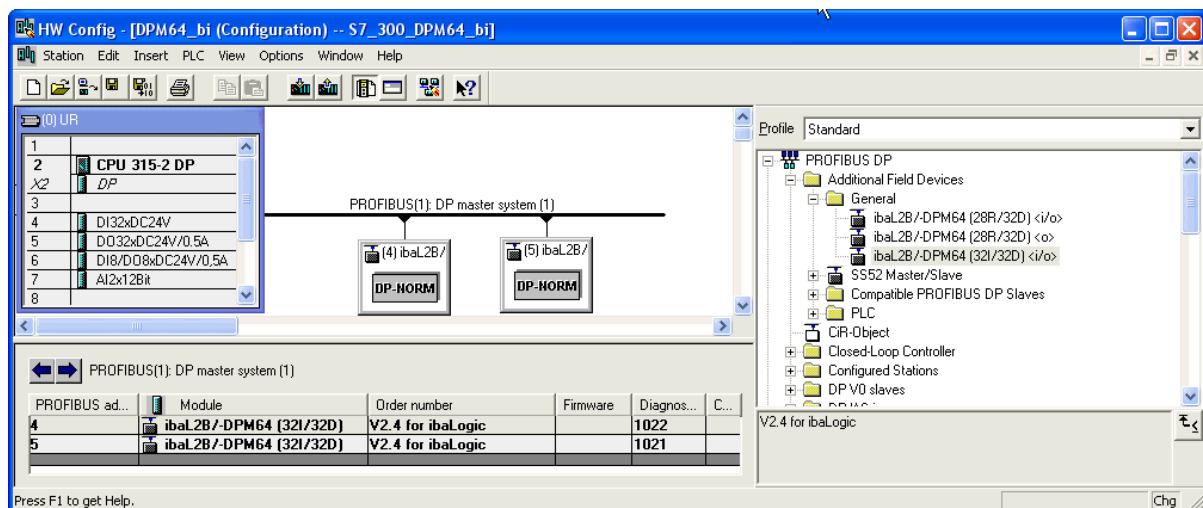 HW Config - [DPM64_bi (Configuration) -- S7_300_DPM64_bi]
Station Edit Insert PLC View Options Window Help
(0) UR
1
2 CPU 315-2 DP
X2 DP
3
4 DI32xDC24V
5 DO32xDC24V/0.5A
6 DI8/DO8xDC24V/0,5A
7 AI2x12Bit
8
PROFIBUS(1): DP master system (1)
(4) ibaL2B/
DP-NORM
(5) ibaL2B/
DP-NORM
Profile Standard
PROFIBUS DP
Additional Field Devices
General
ibaL2B/-DPM64 (28R/32D) <i/o>
ibaL2B/-DPM64 (28R/32D) <o>
ibaL2B/-DPM64 (32I/32D) <i/o>
SS52 Master/Slave
Compatible PROFIBUS DP Slaves
PLC
CiR-Object
Closed-Loop Controller
Configured Stations
DP V0 slaves
V2.4 for ibaLogic
PROFIBUS(1): DP master system (1)
PROFIBUS ad... Module Order number Firmware Diagnos... C...
4 ibaL2B/-DPM64 (32I/32D) V2.4 for ibaLogic 1022
5 ibaL2B/-DPM64 (32I/32D) V2.4 for ibaLogic 1021
Press F1 to get Help.
Chg